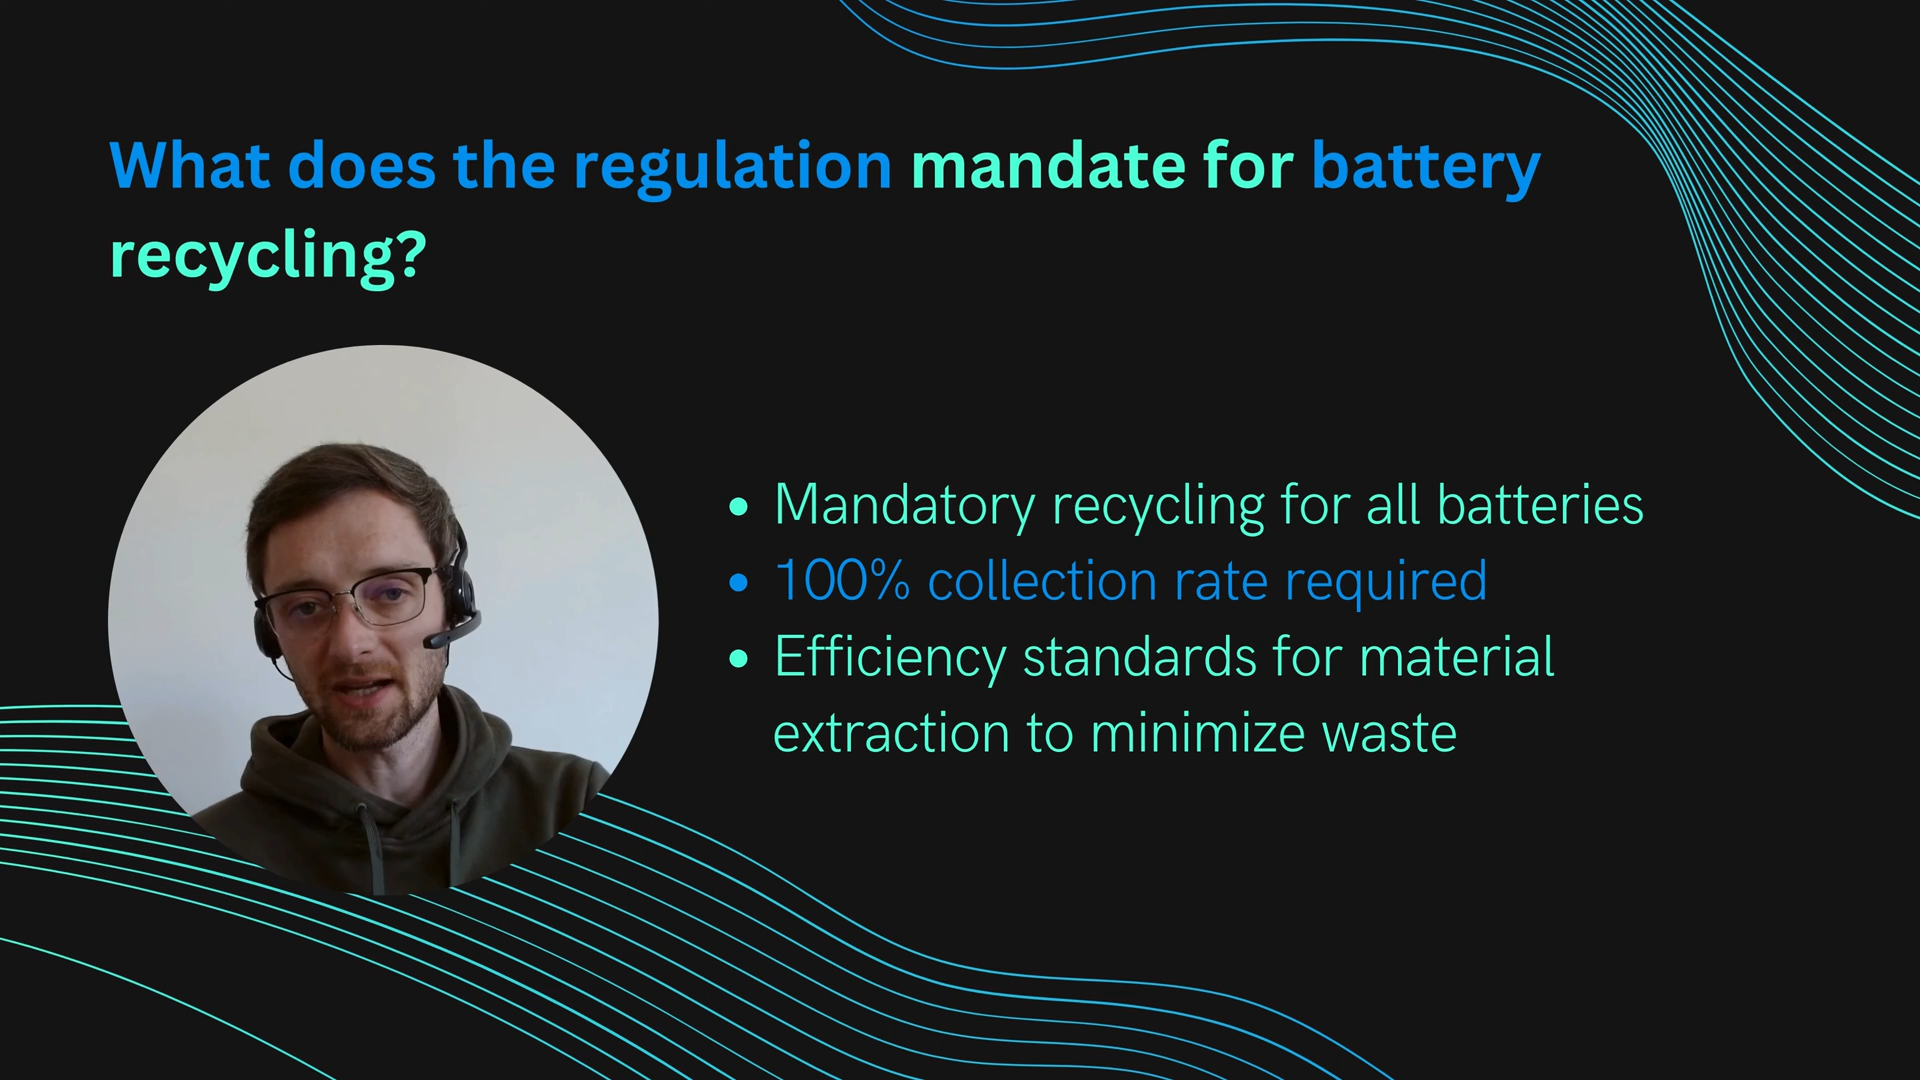 What does the regulation mandate for battery
recycling?
• Mandatory recycling for all batteries
• 100% collection rate required
• Efficiency standards for material
extraction to minimize waste